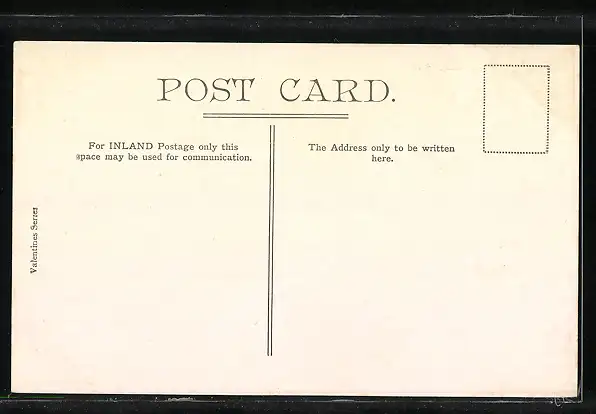 POST CARD.
For INLAND Postage only this
space may be used for communication.
The Address only to be written
here.
Valentines Series